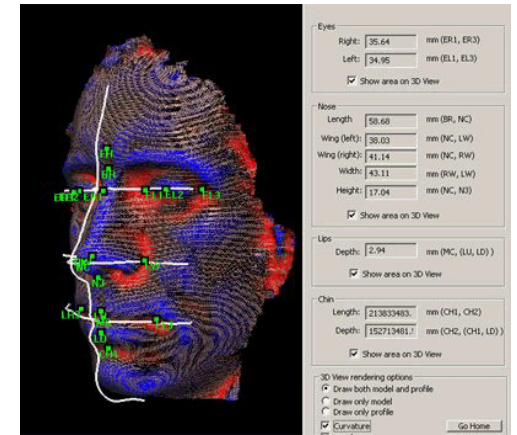 Eyes
Right: 35.64 mm (ER1, ER3)
Left: 34.95 mm (EL1, EL3)
Show area on 3D View
Nose
Length 58.68 mm (BR, NC)
Wing (left): 38.03 mm (NC, LW)
Wing (right): 41.14 mm (NC, RW)
Width: 43.11 mm (RW, LW)
Height: 17.04 mm (NC, N3)
Show area on 3D View
Lips
Depth: 2.94 mm (MC, (LU, LD) )
Show area on 3D View
Chin
Length: 213833483. mm (CH1, CH2)
Depth: 152713481. mm (CH2, (CH1, LD) )
Show area on 3D View
3D View rendering options
Draw both model and profile
Draw only model
Draw only profile
Curvature Go Home
EL2
NC
LD